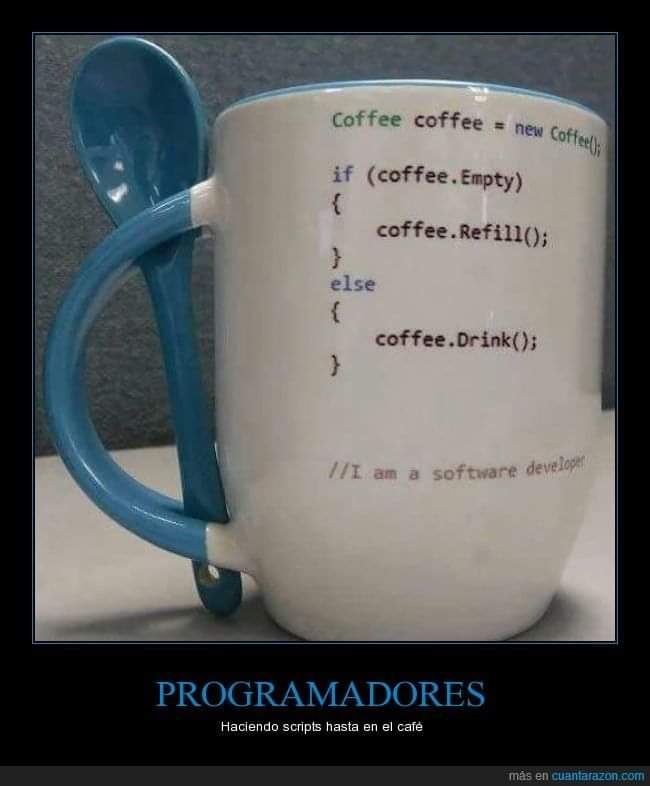 Coffee coffee = new Coffee();
if (coffee.Empty)
{
coffee.Refill();
}
else
{
coffee.Drink();
}
//I am a software developer
PROGRAMADORES
Haciendo scripts hasta en el café
más en cuantarazon.com